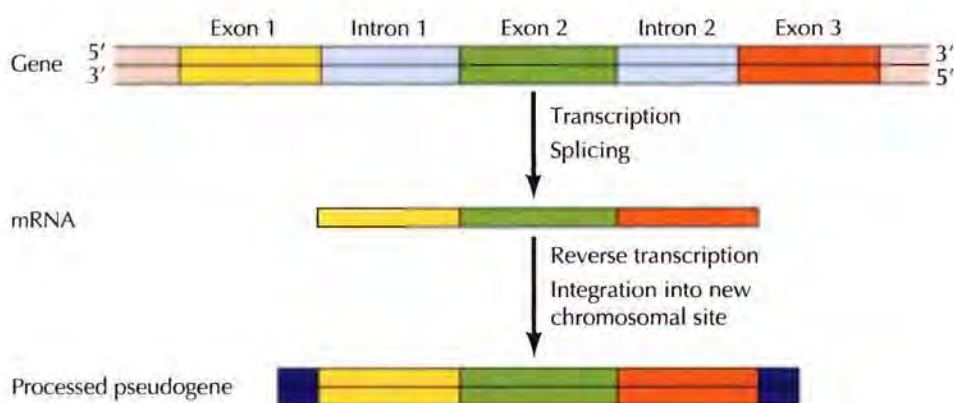 Exon 1 Intron 1 Exon 2 Intron 2 Exon 3
Gene 5′ 3′
3′ 5′
Transcription
Splicing
mRNA
Reverse transcription
Integration into new
chromosomal site
Processed pseudogene